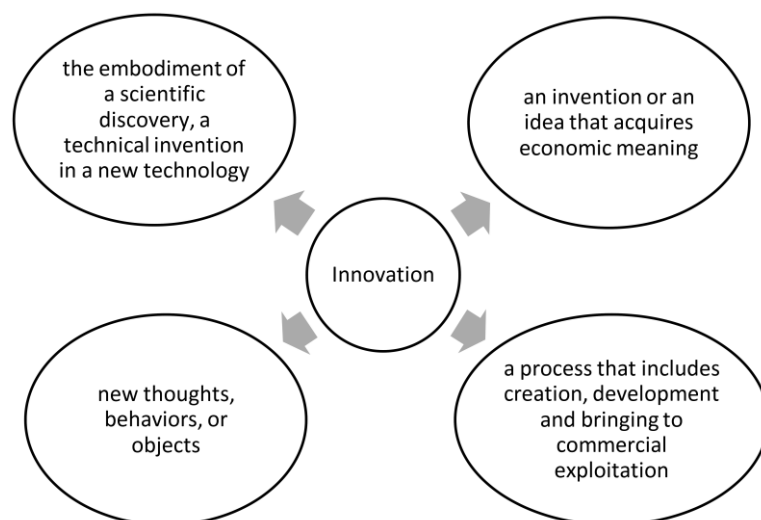 the embodiment of
a scientific
discovery, a
technical invention
in a new technology
an invention or an
idea that acquires
economic meaning
Innovation
new thoughts,
behaviors, or
objects
a process that includes
creation, development
and bringing to
commercial
exploitation